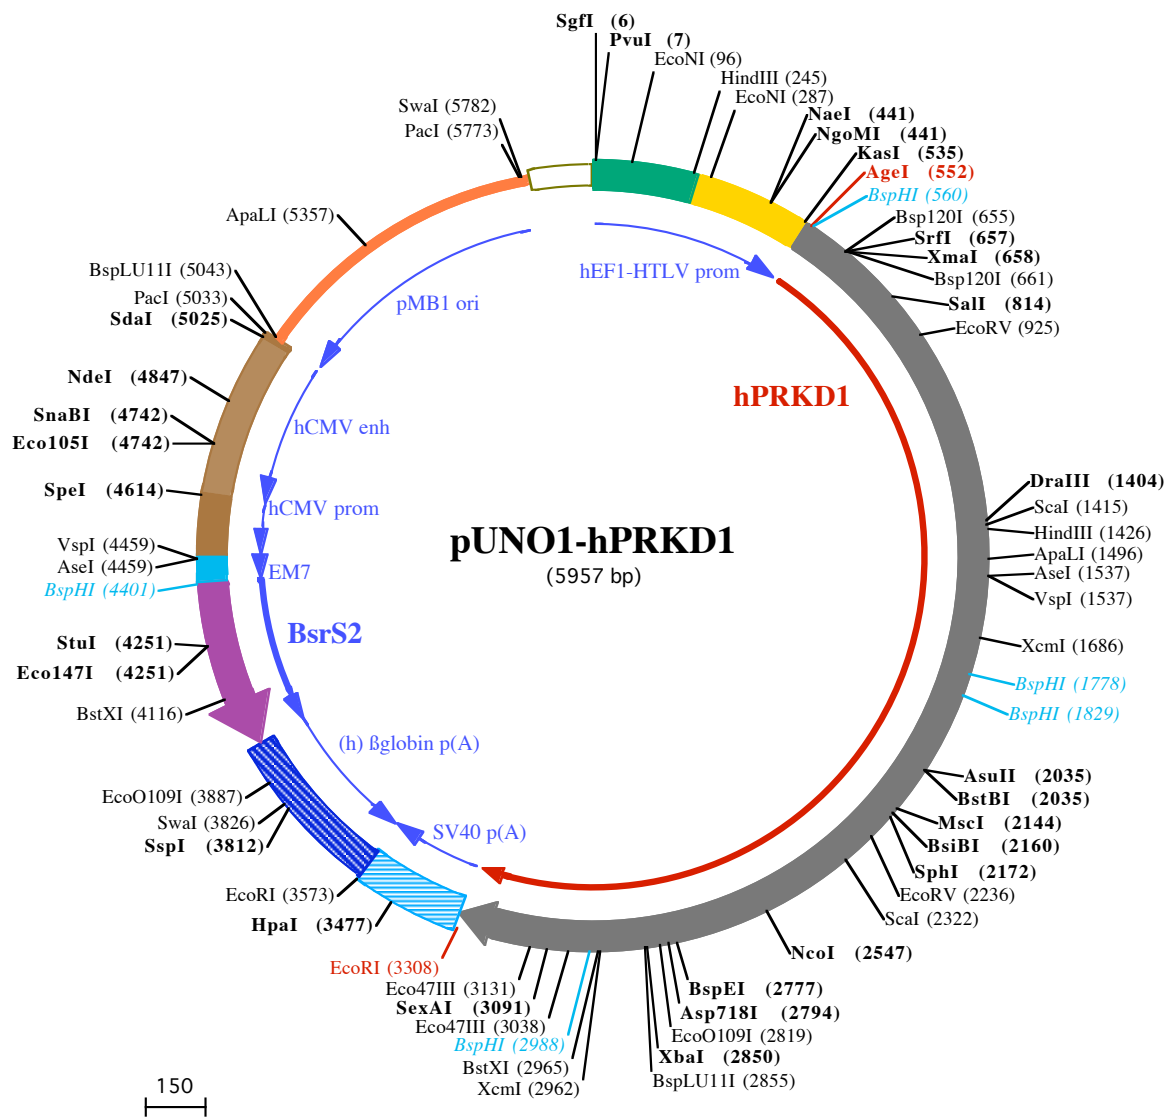 SgfI (6)
PvuI (7)
EcoNI (96)
HindIII (245)
EcoNI (287)
NaeI (441)
NgoMI (441)
KasI (535)
AgeI (552)
BspHI (560)
Bsp120I (655)
SrfI (657)
XmaI (658)
Bsp120I (661)
SalI (814)
EcoRV (925)
DraIII (1404)
ScaI (1415)
HindIII (1426)
ApaLI (1496)
AseI (1537)
VspI (1537)
XcmI (1686)
BspHI (1778)
BspHI (1829)
AsuII (2035)
BstBI (2035)
MscI (2144)
BsiBI (2160)
SphI (2172)
EcoRV (2236)
ScaI (2322)
NcoI (2547)
BspEI (2777)
Asp718I (2794)
EcoO109I (2819)
XbaI (2850)
BspLU11I (2855)
XcmI (2962)
BstXI (2965)
BspHI (2988)
Eco47III (3038)
SexAI (3091)
Eco47III (3131)
EcoRI (3308)
HpaI (3477)
EcoRI (3573)
SspI (3812)
SwaI (3826)
EcoO109I (3887)
BstXI (4116)
Eco147I (4251)
StuI (4251)
BspHI (4401)
AseI (4459)
VspI (4459)
SpeI (4614)
Eco105I (4742)
SnaBI (4742)
NdeI (4847)
SdaI (5025)
PacI (5033)
BspLU11I (5043)
ApaLI (5357)
PacI (5773)
SwaI (5782)
hEF1-HTLV prom
hPRKD1
SV40 p(A)
(h) ßglobin p(A)
BsrS2
EM7
hCMV prom
hCMV enh
pMB1 ori
pUNO1-hPRKD1
(5957 bp)
150